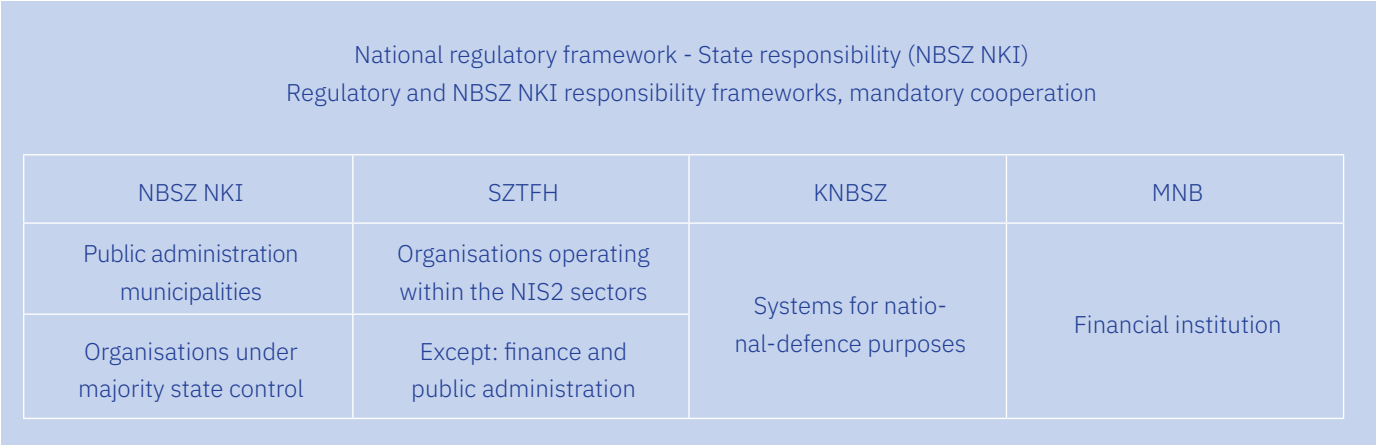 National regulatory framework - State responsibility (NBSZ NKI)
Regulatory and NBSZ NKI responsibility frameworks, mandatory cooperation
NBSZ NKI
SZTFH
KNBSZ
MNB
Public administration
municipalities
Organisations operating
within the NIS2 sectors
Systems for natio-
nal-defence purposes
Financial institution
Organisations under
majority state control
Except: finance and
public administration